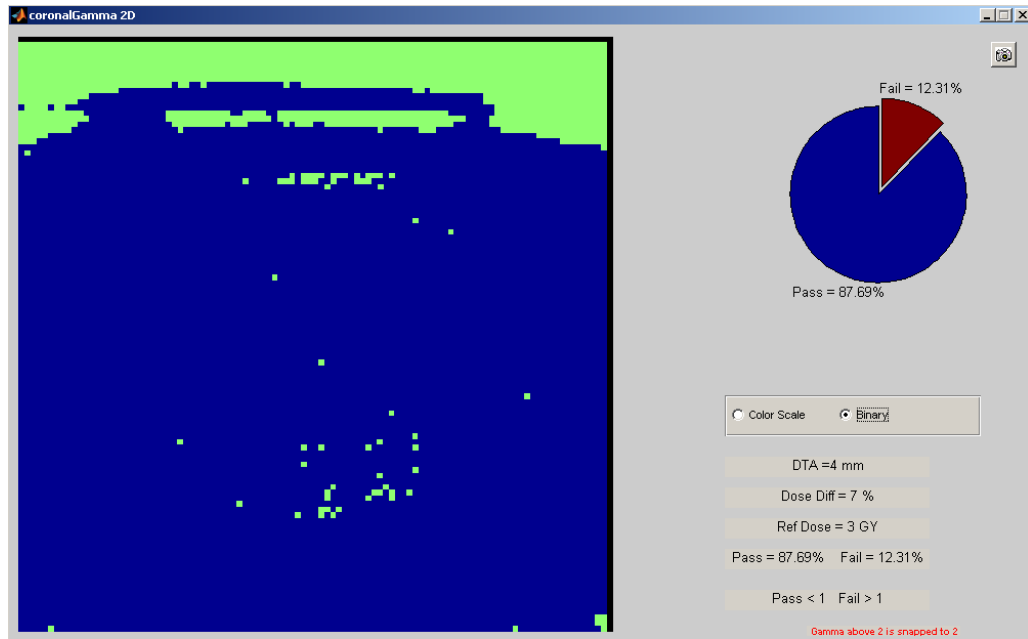 coronalGamma 2D
Fail = 12.31%
Pass = 87.69%
Color Scale Binary
DTA =4 mm
Dose Diff = 7 %
Ref Dose = 3 GY
Pass = 87.69% Fail = 12.31%
Pass < 1 Fail > 1
Gamma above 2 is snapped to 2